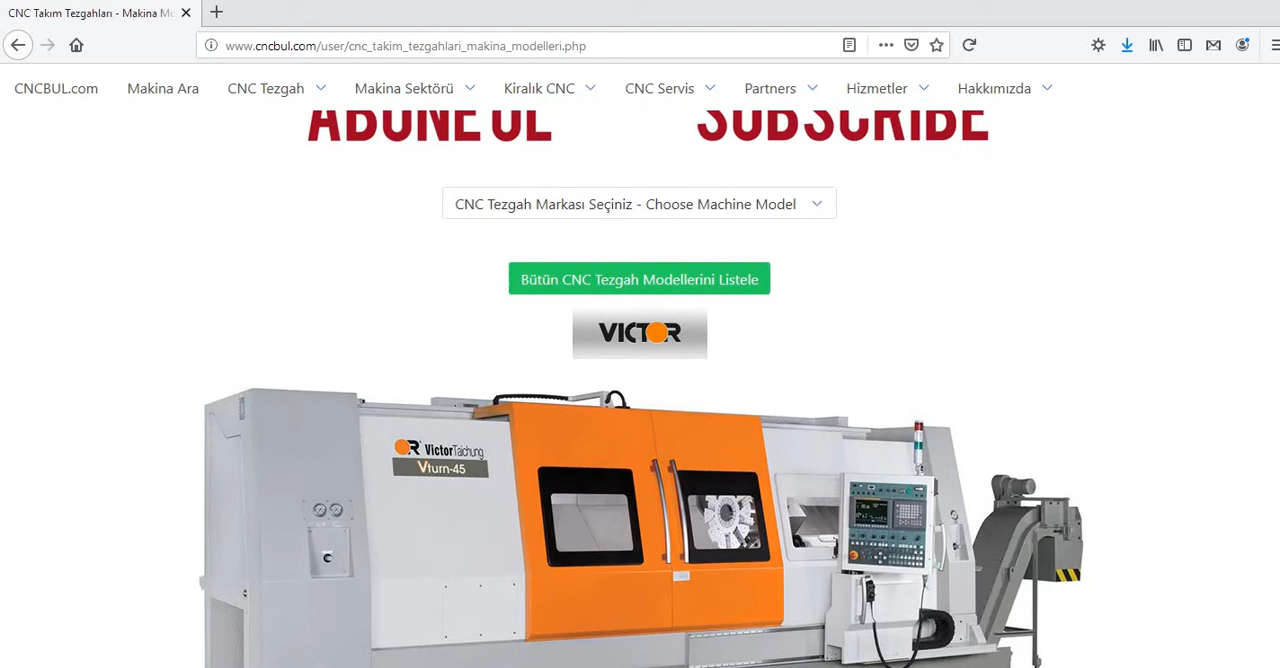 CNC Takım Tezgahları - Makina Mo
www.cncbul.com/user/cnc_takim_tezgahlari_makina_modelleri.php
CNCBUL.com Makina Ara CNC Tezgah Makina Sektörü Kiralık CNC CNC Servis Partners Hizmetler Hakkımızda
ABONE OL SUBSCRIBE
CNC Tezgah Markası Seçiniz - Choose Machine Model
Bütün CNC Tezgah Modellerini Listele
VICTOR
VictorTaichung
Vturn-45